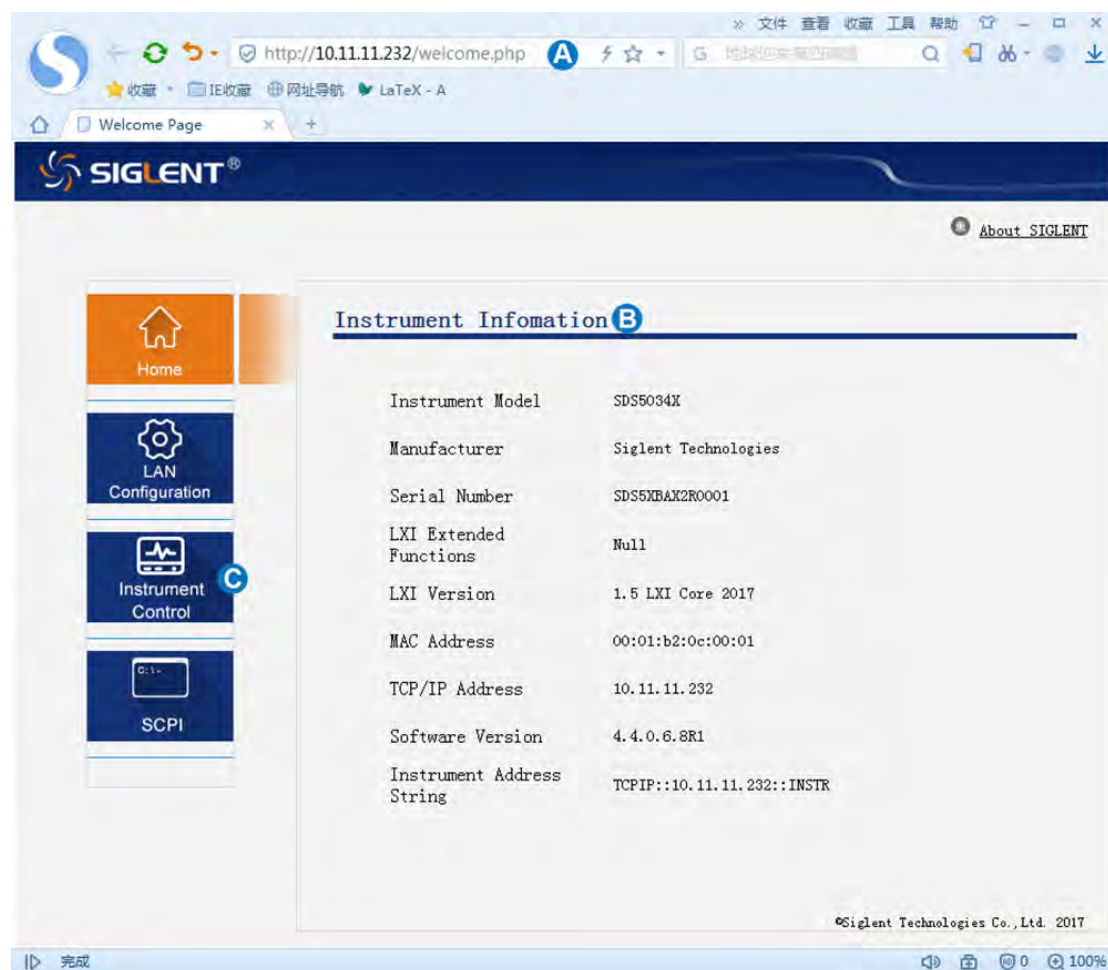 » 文件 查看 收藏 工具 帮助
http://10.11.11.232/welcome.php A G
收藏 IE收藏 网址导航 LaTeX - A
Welcome Page × +
SIGLENT®
About SIGLENT
Home
LAN
Configuration
Instrument
Control
C
C:\-
SCPI
Instrument Infomation B
Instrument Model SDS5034X
Manufacturer Siglent Technologies
Serial Number SDS5XBAX2R0001
LXI Extended
Functions Null
LXI Version 1.5 LXI Core 2017
MAC Address 00:01:b2:0c:00:01
TCP/IP Address 10.11.11.232
Software Version 4.4.0.6.8R1
Instrument Address
String TCPIP::10.11.11.232::INSTR
©Siglent Technologies Co.,Ltd. 2017
完成 0 100%